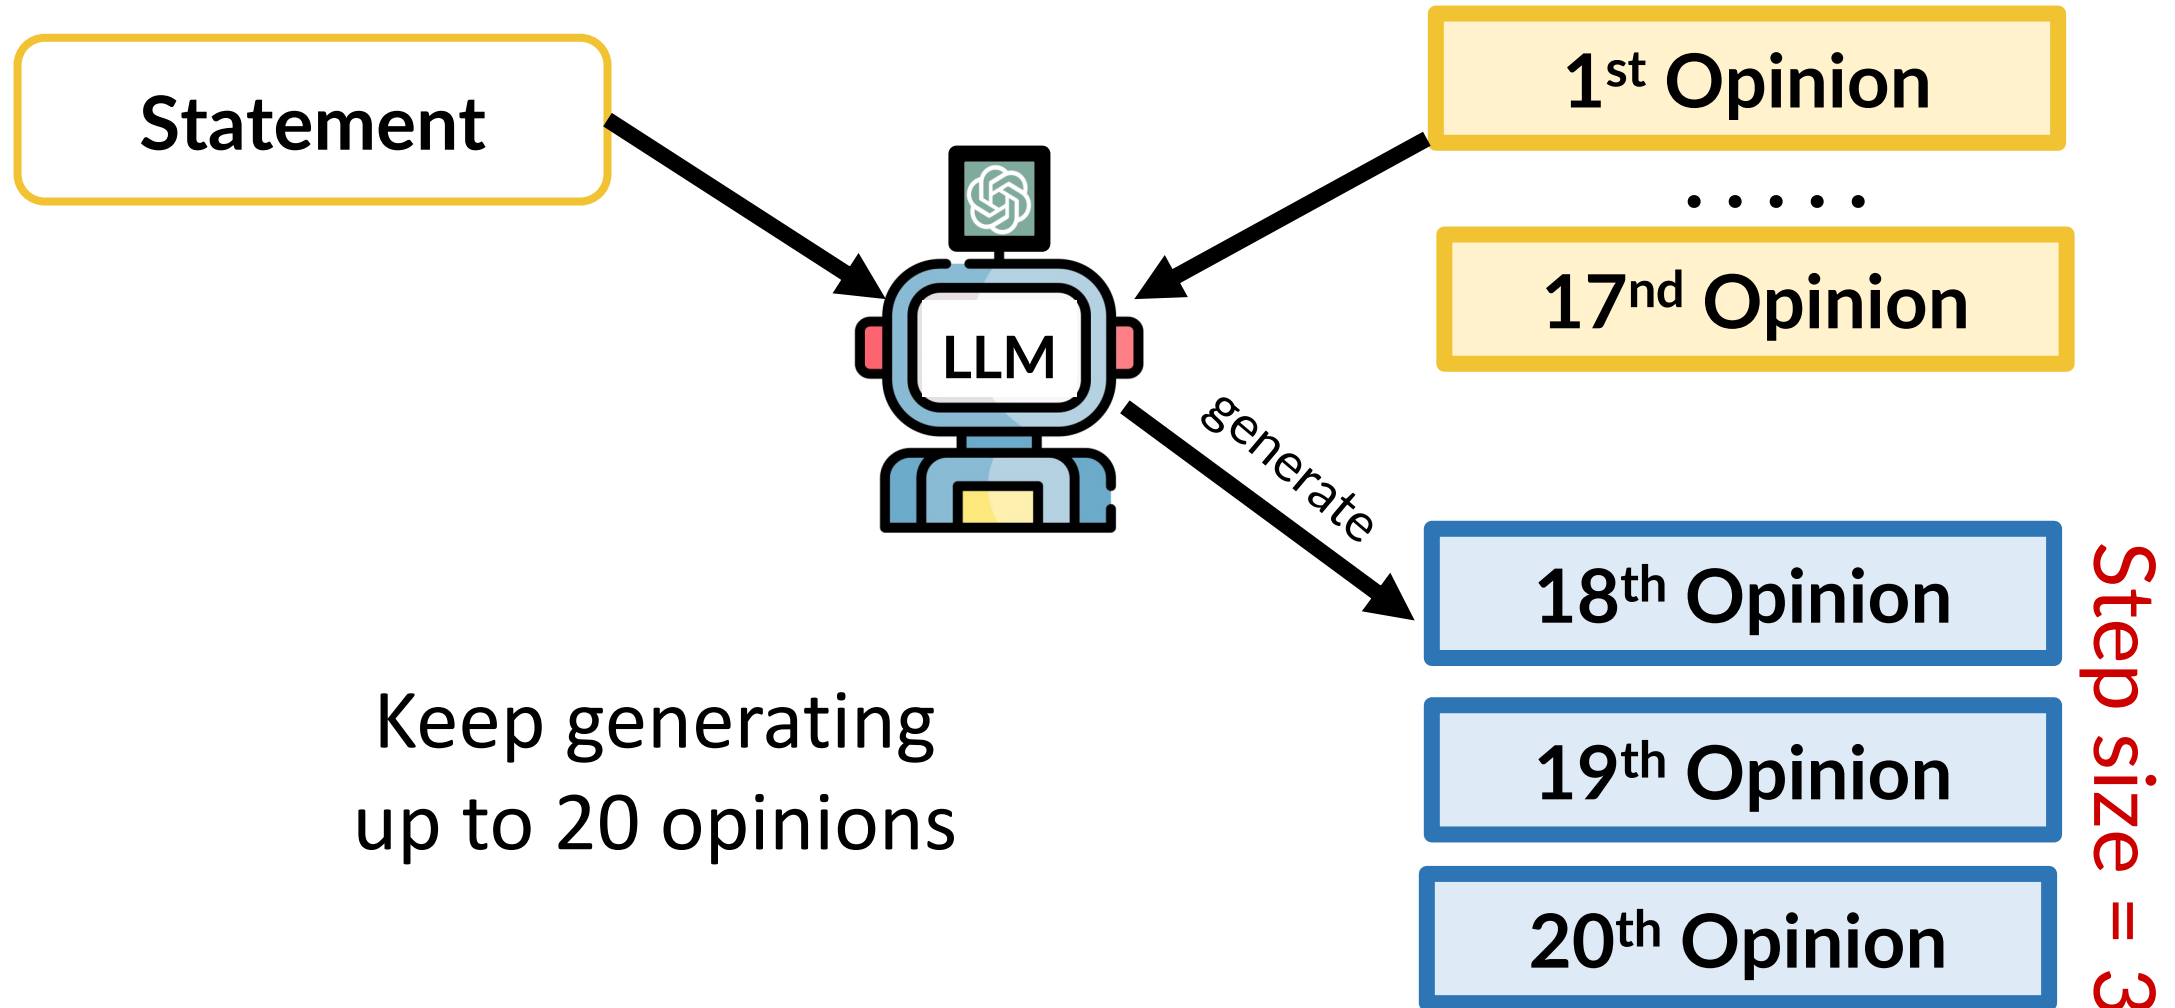 Statement
1st Opinion
.....
17nd Opinion
LLM
generate
18th Opinion
19th Opinion
20th Opinion
Step size = 3
Keep generating
up to 20 opinions